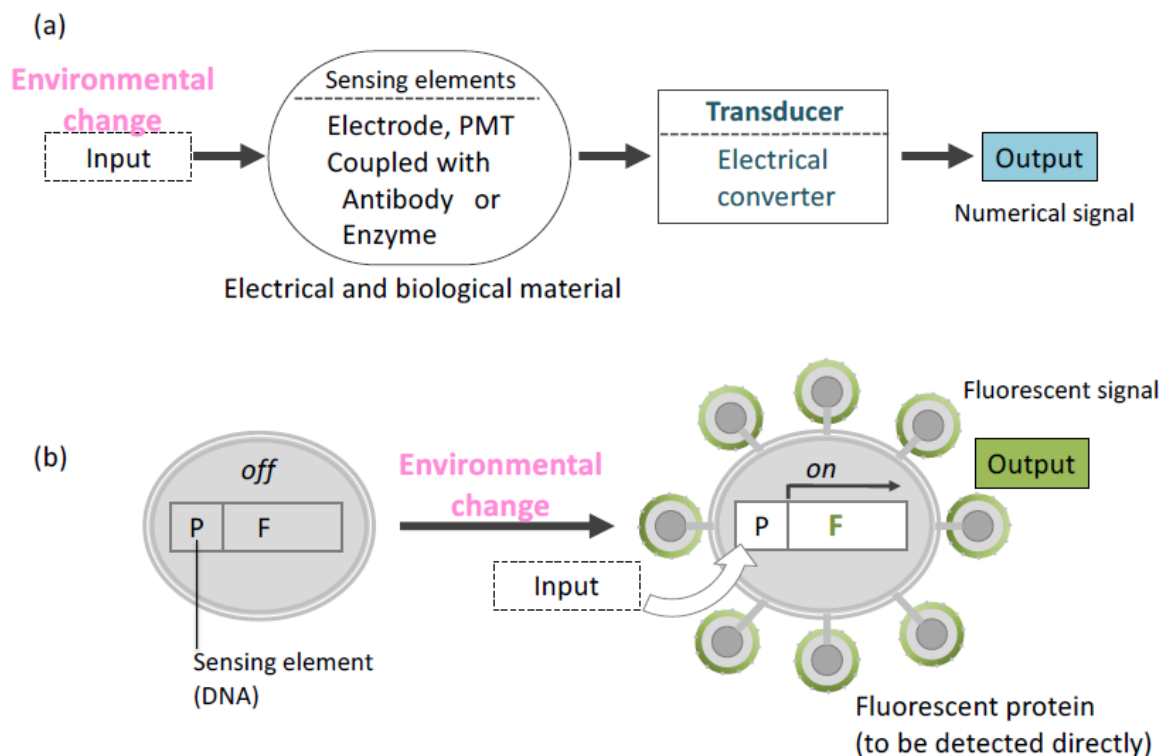 (a)
Environmental
change
Input
Sensing elements
Electrode, PMT
Coupled with
Antibody or
Enzyme
Electrical and biological material
Transducer
Electrical
converter
Output
Numerical signal
(b)
off
P F
Sensing element
(DNA)
Environmental
change
Input
on
P F
Fluorescent signal
Output
Fluorescent protein
(to be detected directly)